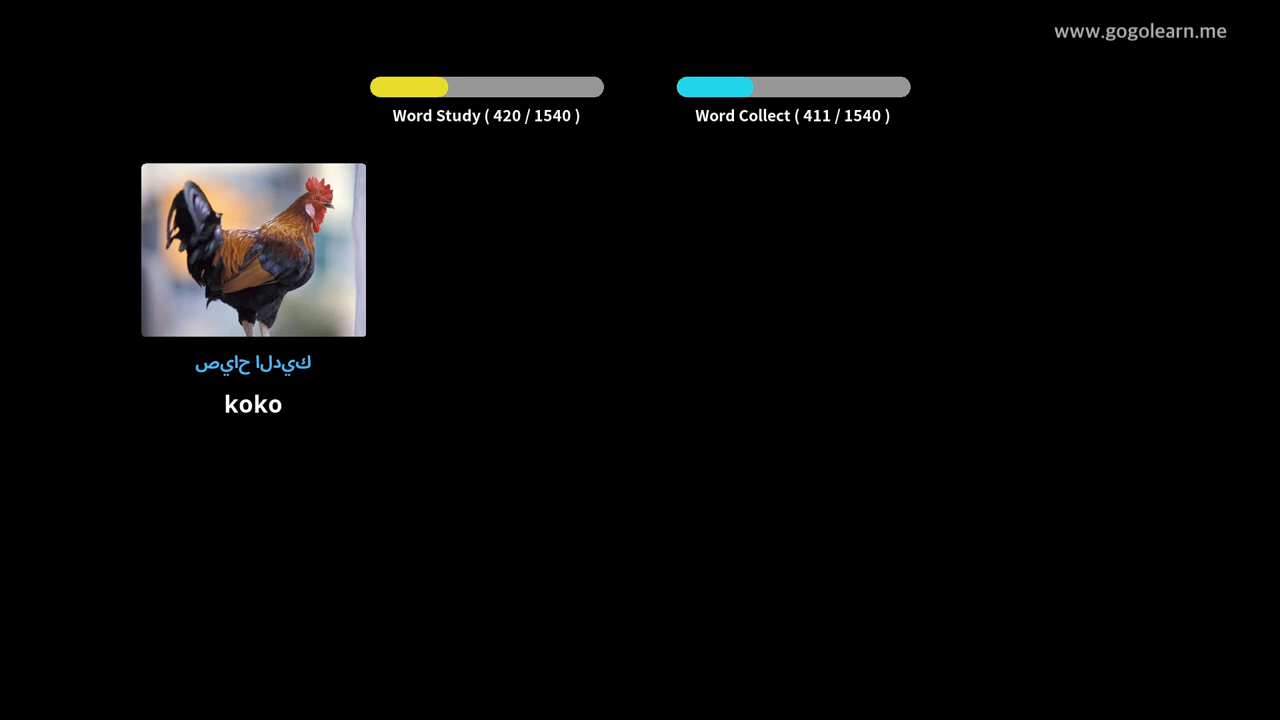 www.gogolearn.me
Word Study ( 420 / 1540 )
Word Collect ( 411 / 1540 )
صياح الديك
koko